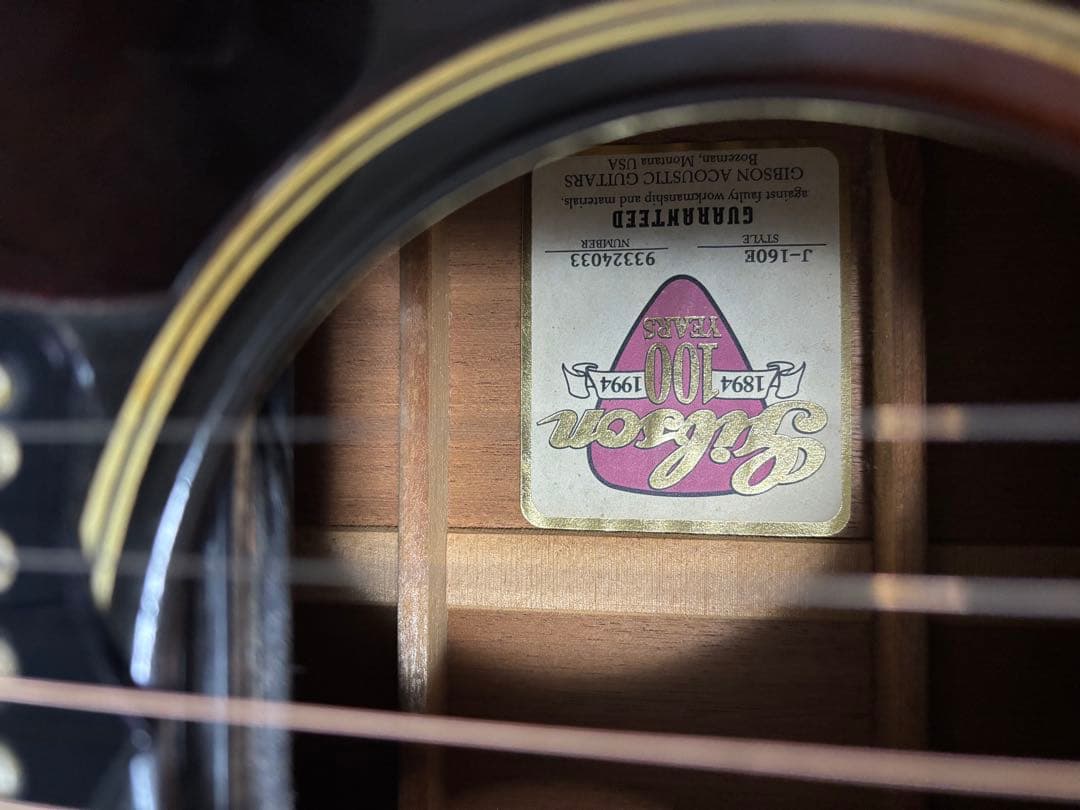 Gibson
1894 100 1994
YEARS
J-160E 93324033
STYLE NUMBER
GUARANTEED
against faulty workmanship and materials.
GIBSON ACOUSTIC GUITARS
Bozeman, Montana USA